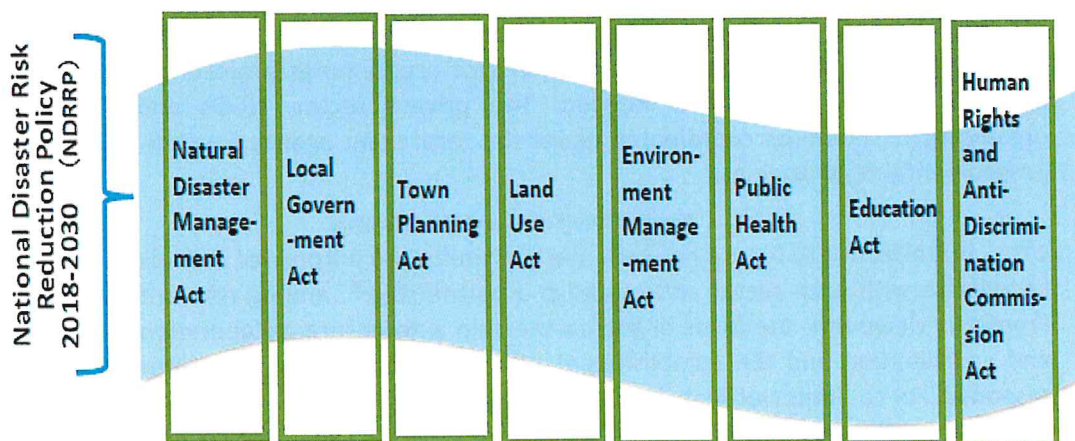 National Disaster Risk
Reduction Policy
2018-2030 (NDRRP)
Natural
Disaster
Manage-
ment
Act
Local
Govern
-ment
Act
Town
Planning
Act
Land
Use
Act
Environ-
ment
Manage
-ment
Act
Public
Health
Act
Education
Act
Human
Rights
and
Anti-
Discrimi-
nation
Commis-
sion
Act